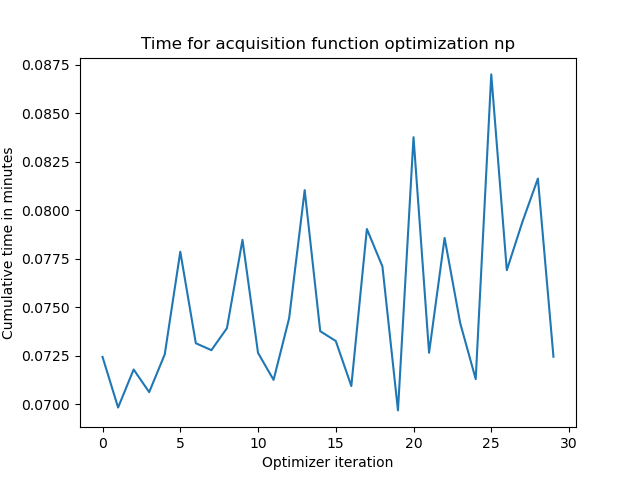 Time for acquisition function optimization np
Cumulative time in minutes
0.0875
0.0850
0.0825
0.0800
0.0775
0.0750
0.0725
0.0700
0 5 10 15 20 25 30
Optimizer iteration